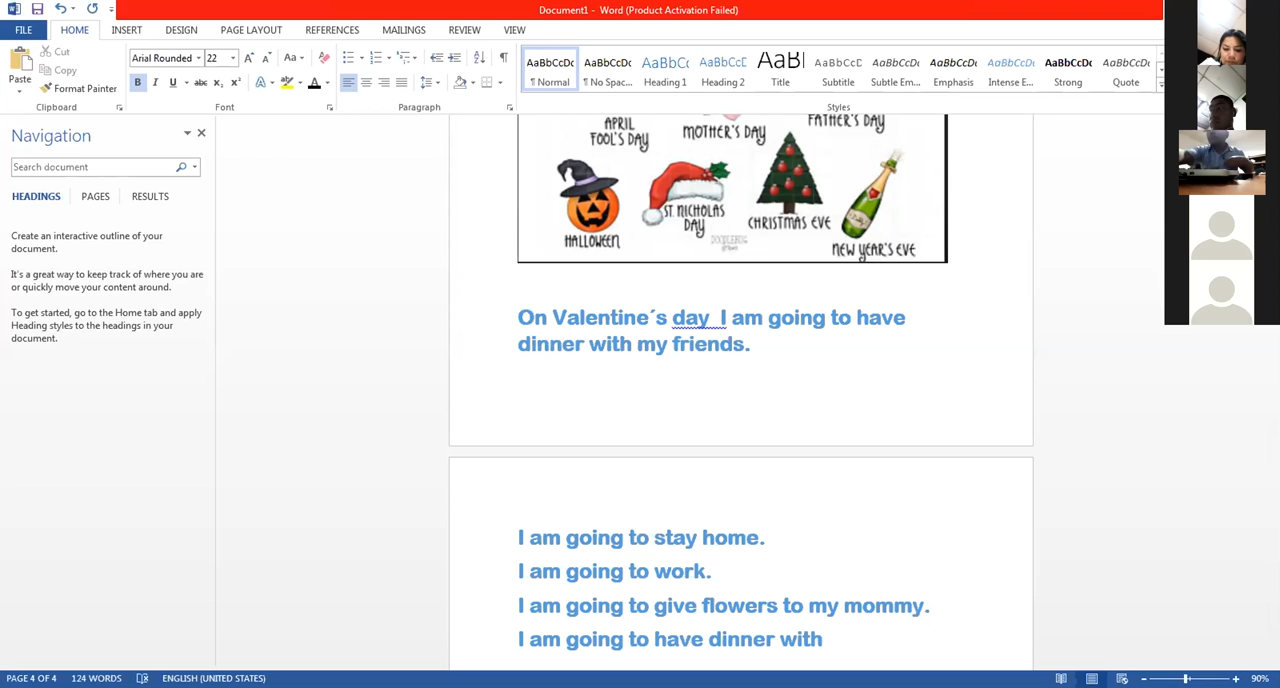 Document1 - Word (Product Activation Failed)
FILE HOME INSERT DESIGN PAGE LAYOUT REFERENCES MAILINGS REVIEW VIEW
Paste
Cut
Copy
Format Painter
Clipboard
Arial Rounded 22
Font
Paragraph
AaBbCcDc AaBbCcDc AaBbCc AaBbCcD AaBl AaBbCcD AaBbCcDc AaBbCcDc AaBbCcDc AaBbCcDc AaBbCcDc
¶ Normal ¶ No Spac... Heading 1 Heading 2 Title Subtitle Subtle Em... Emphasis Intense E... Strong Quote
Styles
Navigation
Search document
HEADINGS PAGES RESULTS
Create an interactive outline of your
document.
It's a great way to keep track of where you are
or quickly move your content around.
To get started, go to the Home tab and apply
Heading styles to the headings in your
document.
APRIL
FOOL'S DAY
MOTHER'S DAY
FATHER'S DAY
HALLOWEEN
ST. NICHOLAS
DAY
CHRISTMAS EVE
NEW YEAR'S EVE
On Valentine´s day I am going to have
dinner with my friends.
I am going to stay home.
I am going to work.
I am going to give flowers to my mommy.
I am going to have dinner with
PAGE 4 OF 4 124 WORDS ENGLISH (UNITED STATES)
90%